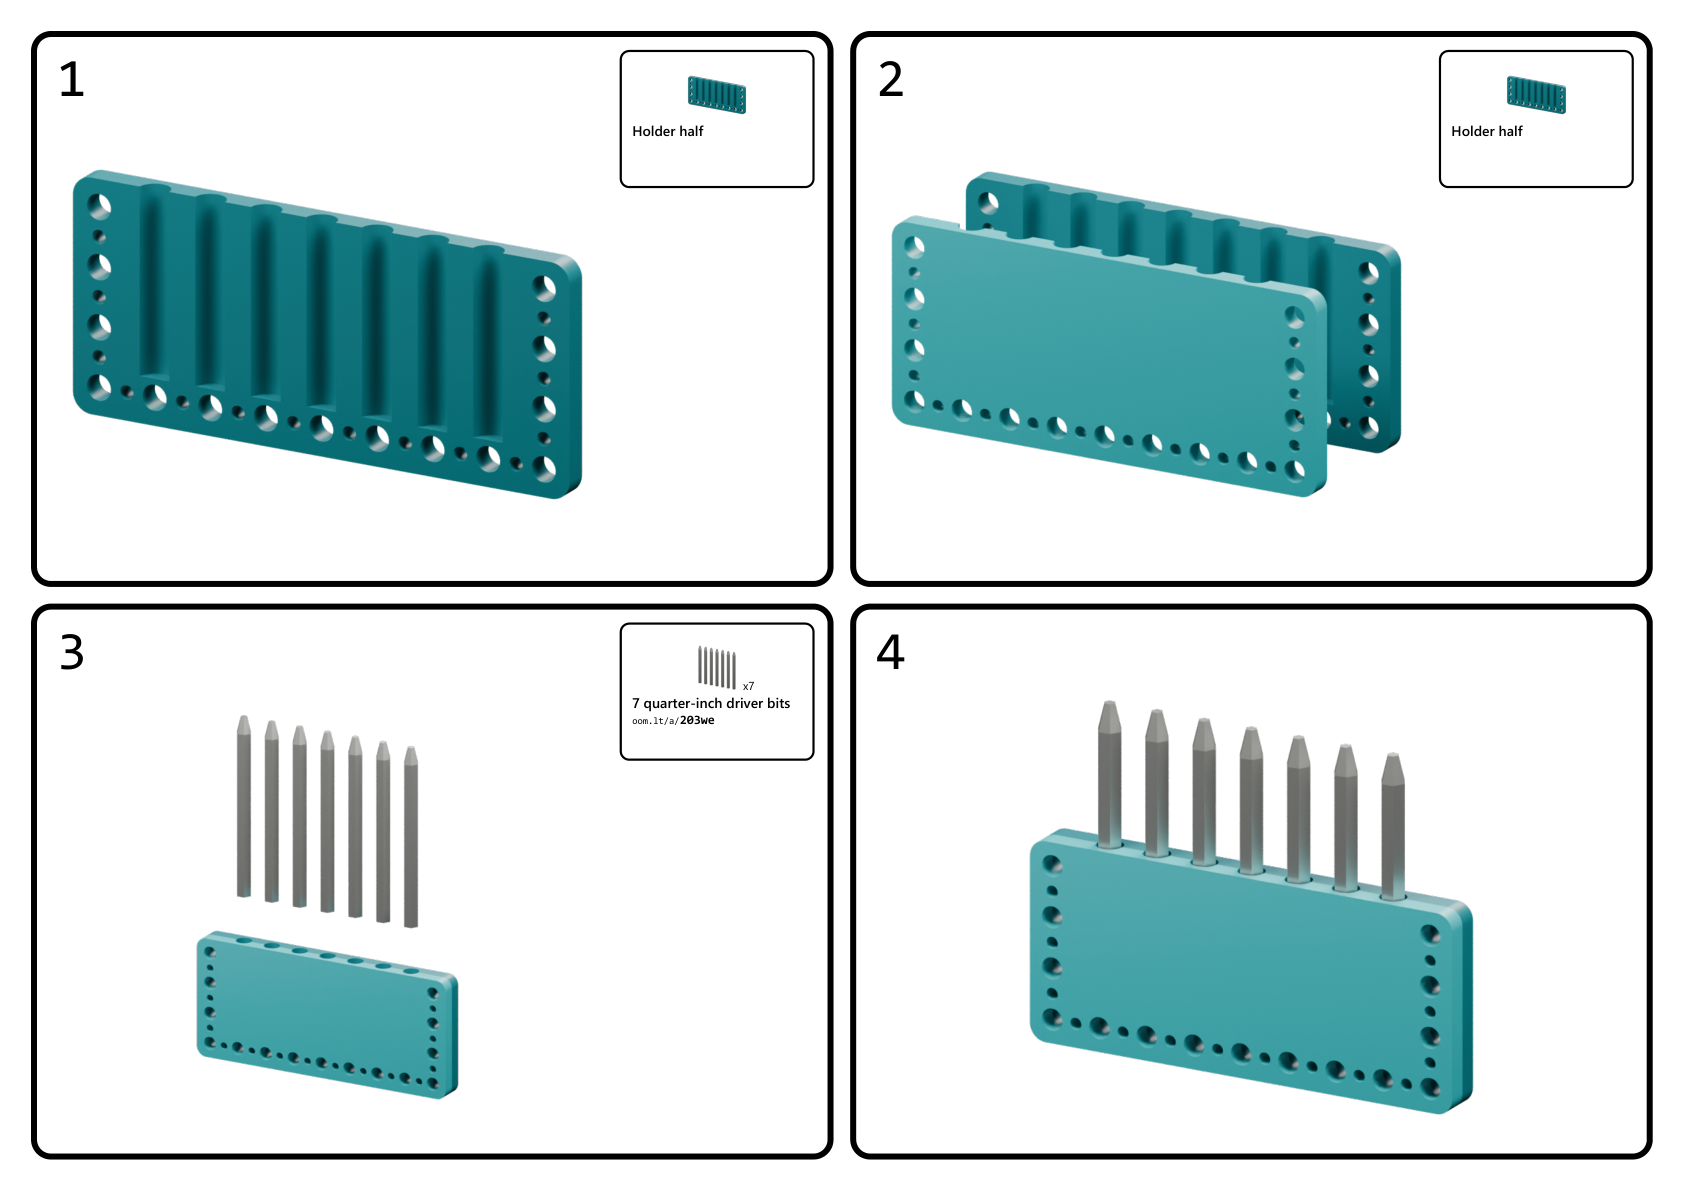 1
Holder half
2
Holder half
3
x7
7 quarter-inch driver bits
oom.lt/a/203we
4